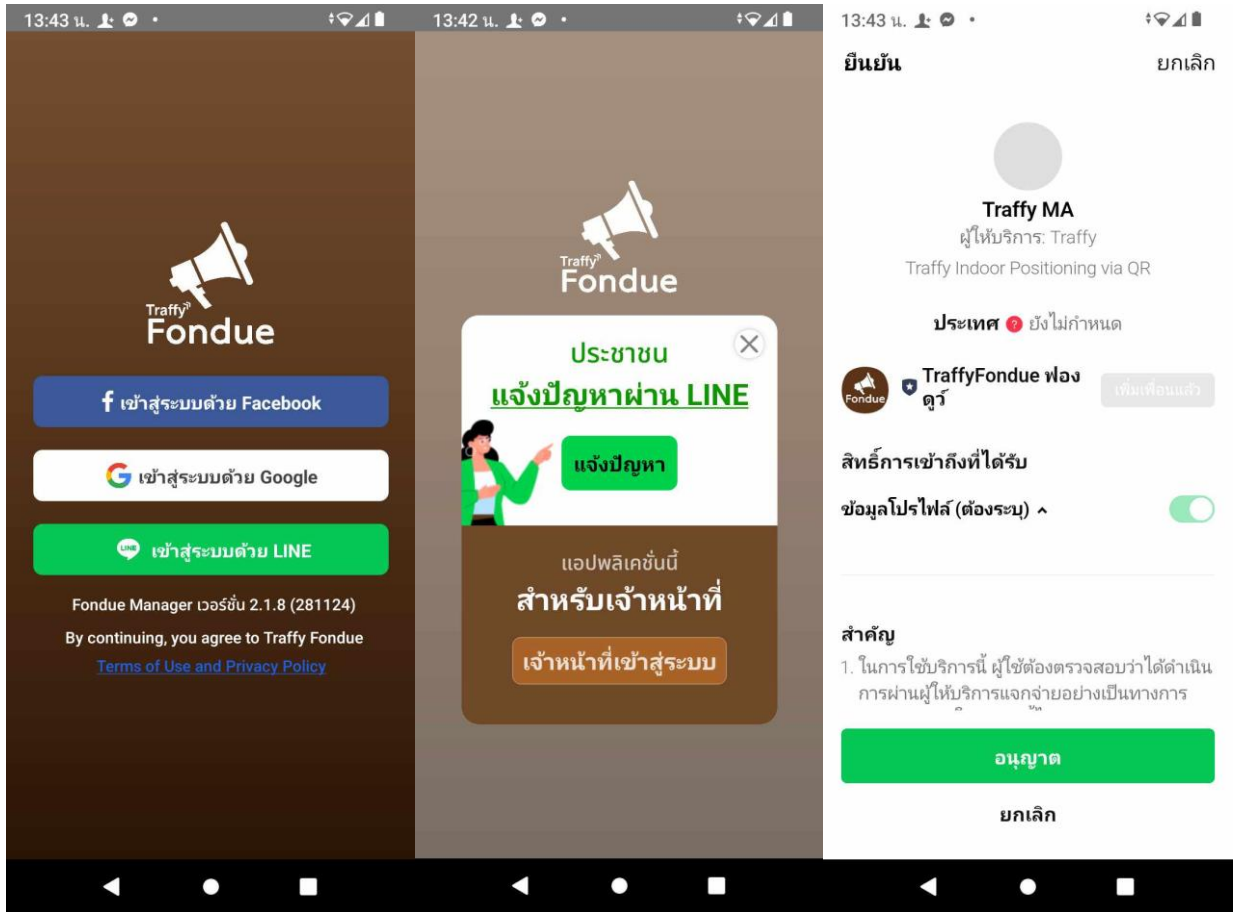 13:43 น.
Traffy
Fondue
เข้าสู่ระบบด้วย Facebook
เข้าสู่ระบบด้วย Google
LINE
เข้าสู่ระบบด้วย LINE
Fondue Manager เวอร์ชั่น 2.1.8 (281124)
By continuing, you agree to Traffy Fondue
Terms of Use and Privacy Policy
13:42 น.
Traffy
Fondue
ประชาชน
แจ้งปัญหาผ่าน LINE
แจ้งปัญหา
แอปพลิเคชั่นนี้
สำหรับเจ้าหน้าที่
เจ้าหน้าที่เข้าสู่ระบบ
13:43 น.
ยืนยัน
ยกเลิก
Traffy MA
ผู้ให้บริการ: Traffy
Traffy Indoor Positioning via QR
ประเทศ ? ยังไม่กำหนด
Fondue
TraffyFondue ฟอง
ดูว์
เพิ่มเพื่อนแล้ว
สิทธิ์การเข้าถึงที่ได้รับ
ข้อมูลโปรไฟล์ (ต้องระบุ)
สำคัญ
1. ในการใช้บริการนี้ ผู้ใช้ต้องตรวจสอบว่าได้ดำเนิน
การผ่านผู้ให้บริการแจกจ่ายอย่างเป็นทางการ
อนุญาต
ยกเลิก